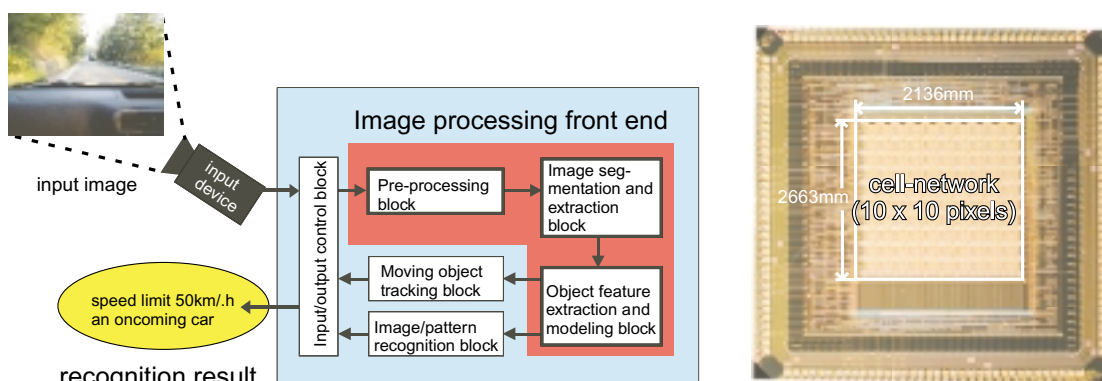 Image processing front end
input image
input
device
Input/output control block
Pre-processing
block
Image seg-
mentation and
extraction
block
Moving object
tracking block
Object feature
extraction and
modeling block
Image/pattern
recognition block
speed limit 50km/.h
an oncoming car
recognition result
2136mm
2663mm
cell-network
(10 x 10 pixels)